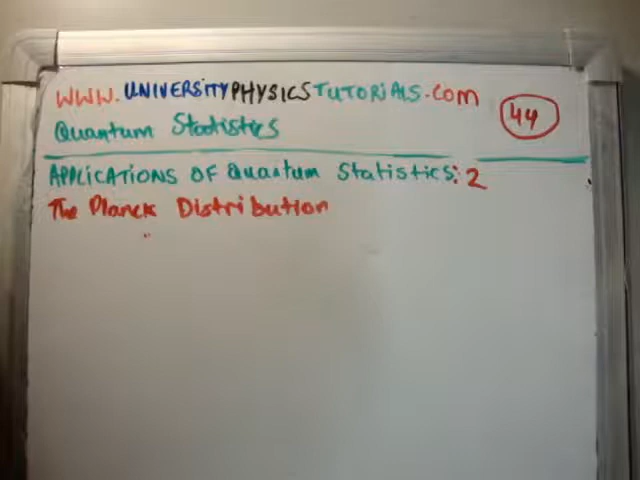 WWW.UNIVERSITYPHYSICSTUTORIALS.COM
44
Quantum Statistics
APPLICATIONS OF Quantum Statistics: 2
The Planck Distribution